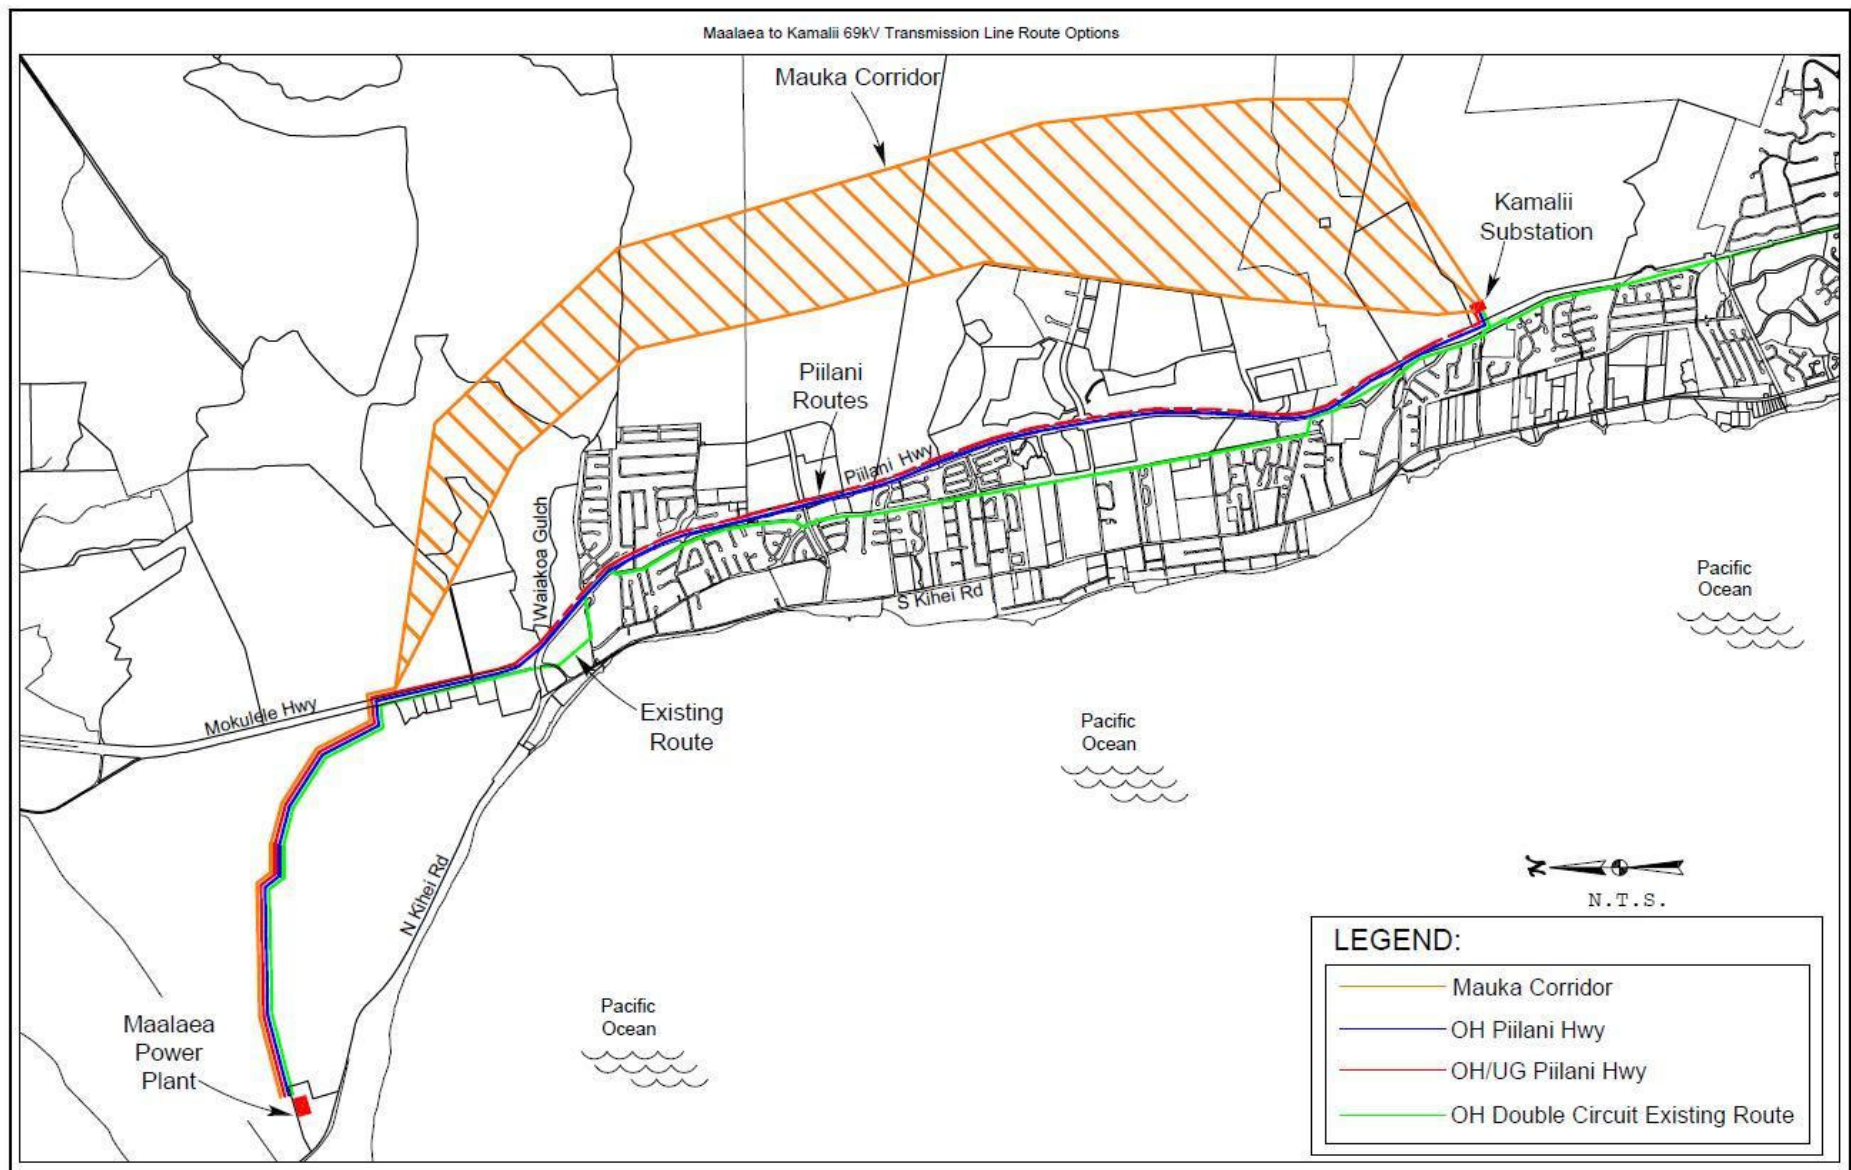 Maalaea to Kamalii 69kV Transmission Line Route Options
Mauka Corridor
Kamalii
Substation
Piilani
Routes
Piilani Hwy
Waiakoa Gulch
S Kihei Rd
Pacific
Ocean
Mokulele Hwy
Existing
Route
Pacific
Ocean
N Kihei Rd
N
N.T.S.
Pacific
Ocean
Maalaea
Power
Plant
LEGEND:
Mauka Corridor
OH Piilani Hwy
OH/UG Piilani Hwy
OH Double Circuit Existing Route